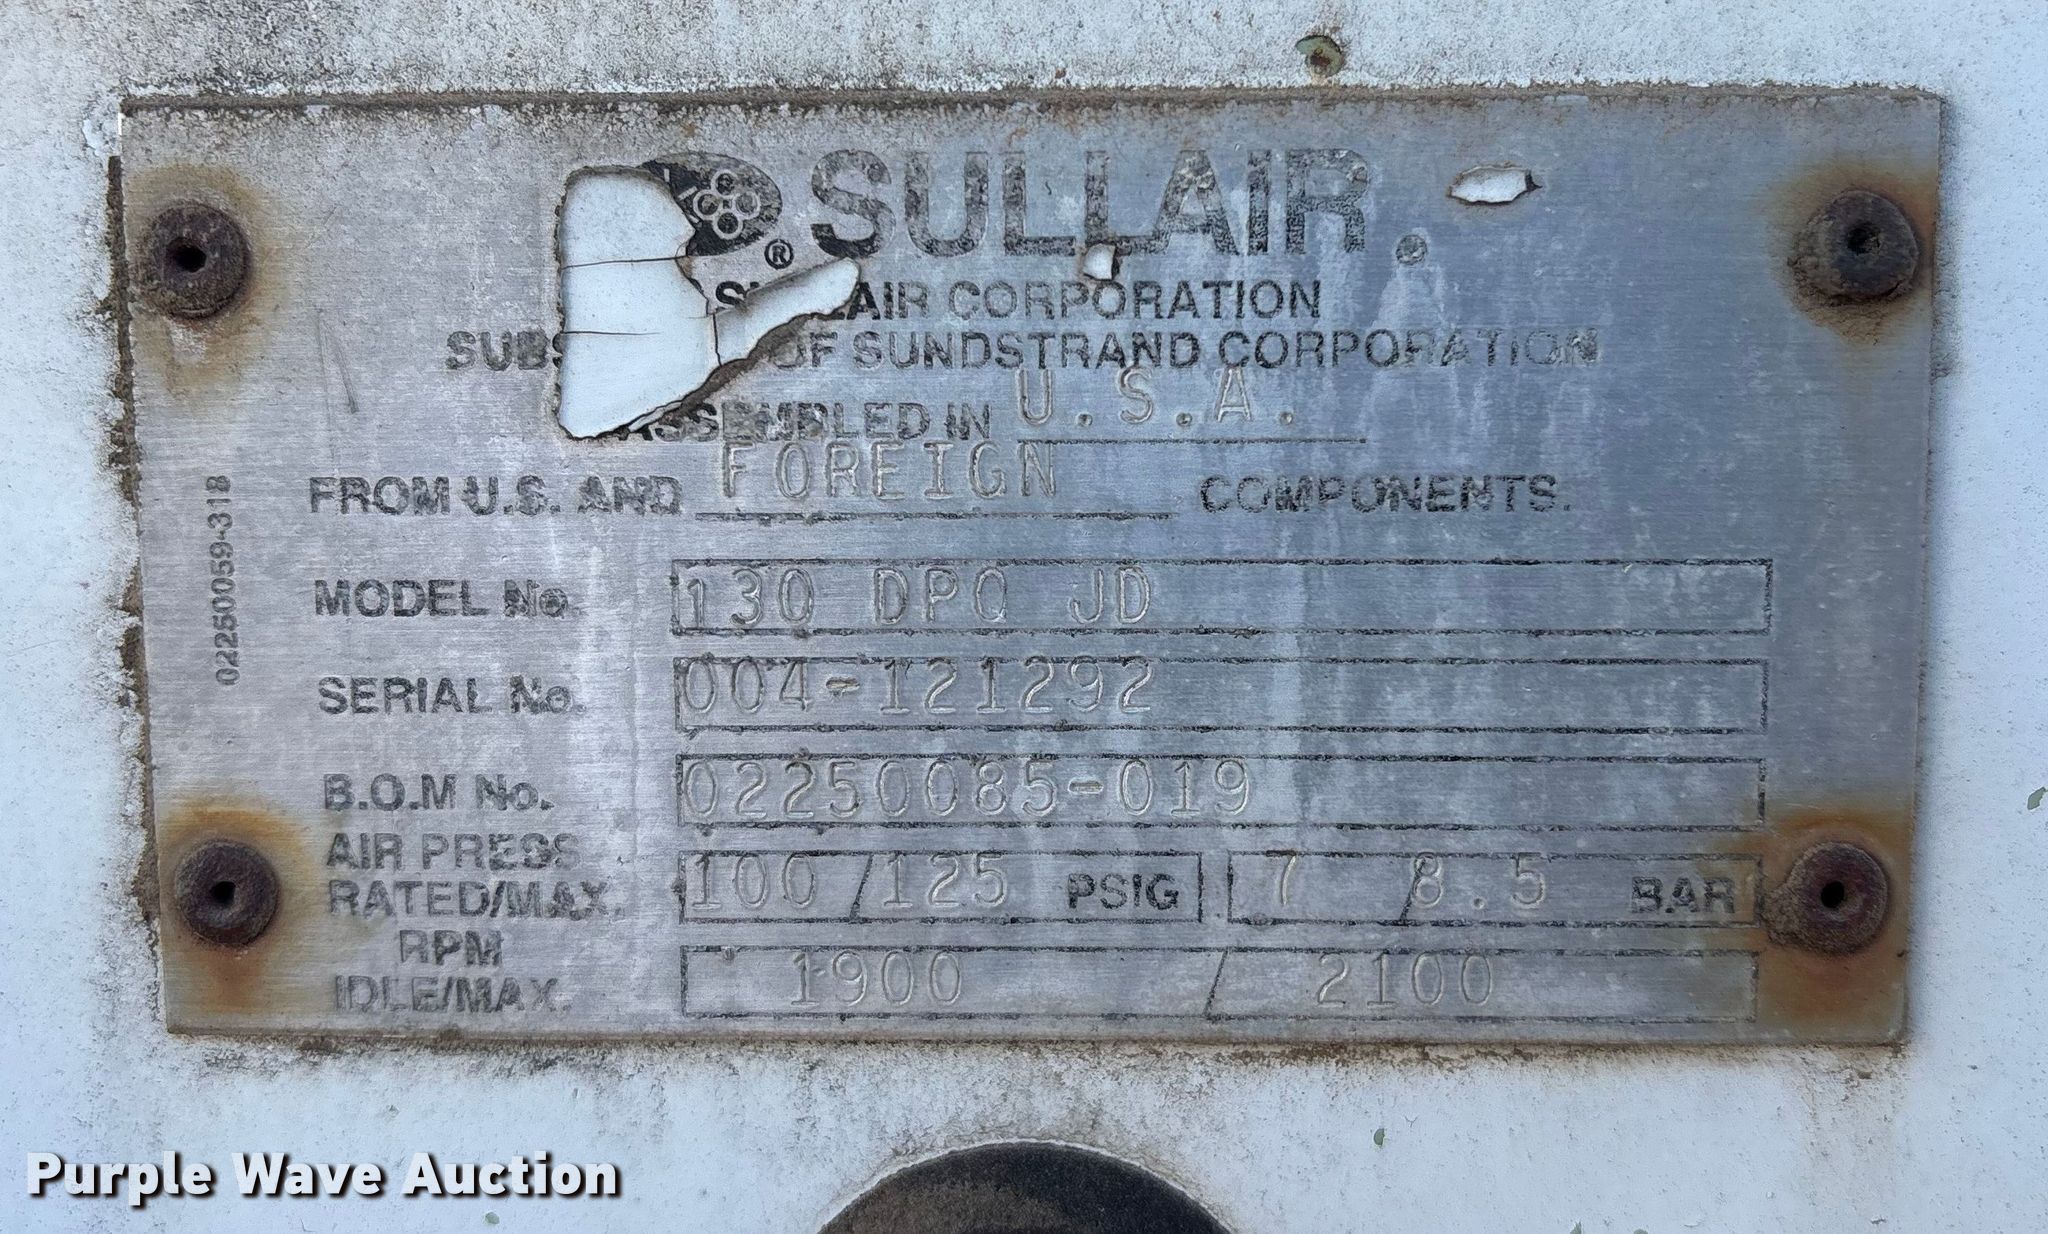 ® SULLAIR®
SULLAIR CORPORATION
OF SUNDSTRAND CORPORATION
ASSEMBLED IN U.S.A.
FROM U.S. AND FOREIGN COMPONENTS.
02250059-318
MODEL No. 130 DPQ JD
SERIAL No. 004-121292
B.O.M No. 02250085-019
AIR PRESS
RATED/MAX. 100 / 125 PSIG 7 / 8.5 BAR
RPM
IDLE/MAX. 1900 / 2100
Purple Wave Auction